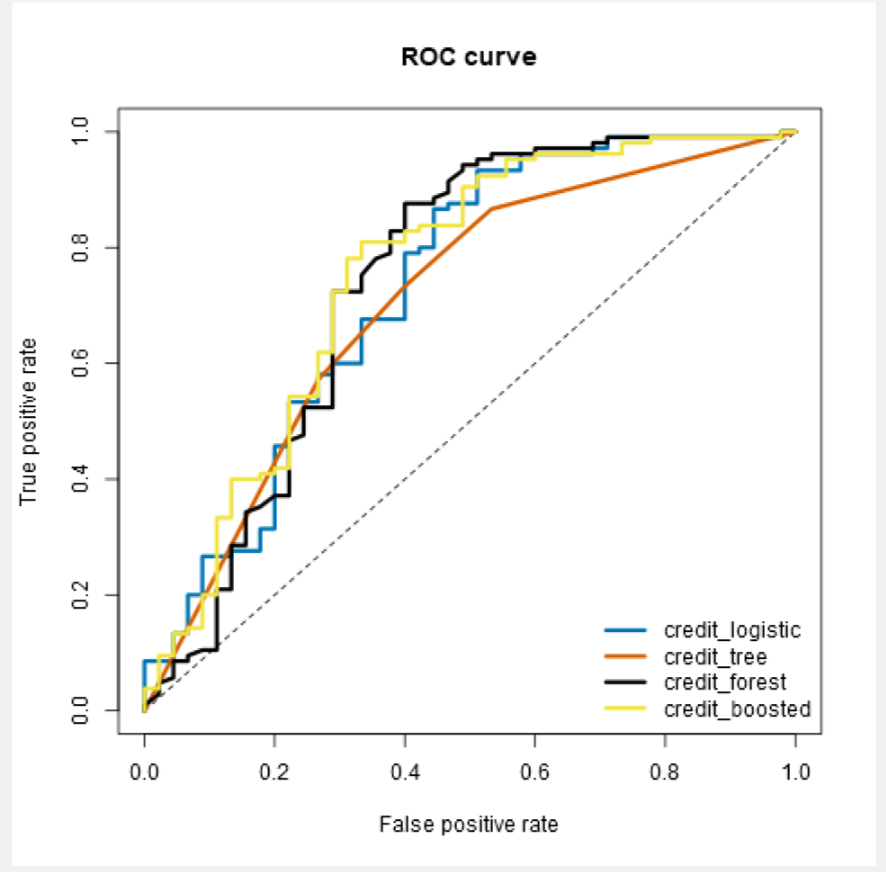 ROC curve
1.0
0.8
0.6
0.4
0.2
0.0
True positive rate
credit_logistic
credit_tree
credit_forest
credit_boosted
0.0 0.2 0.4 0.6 0.8 1.0
False positive rate